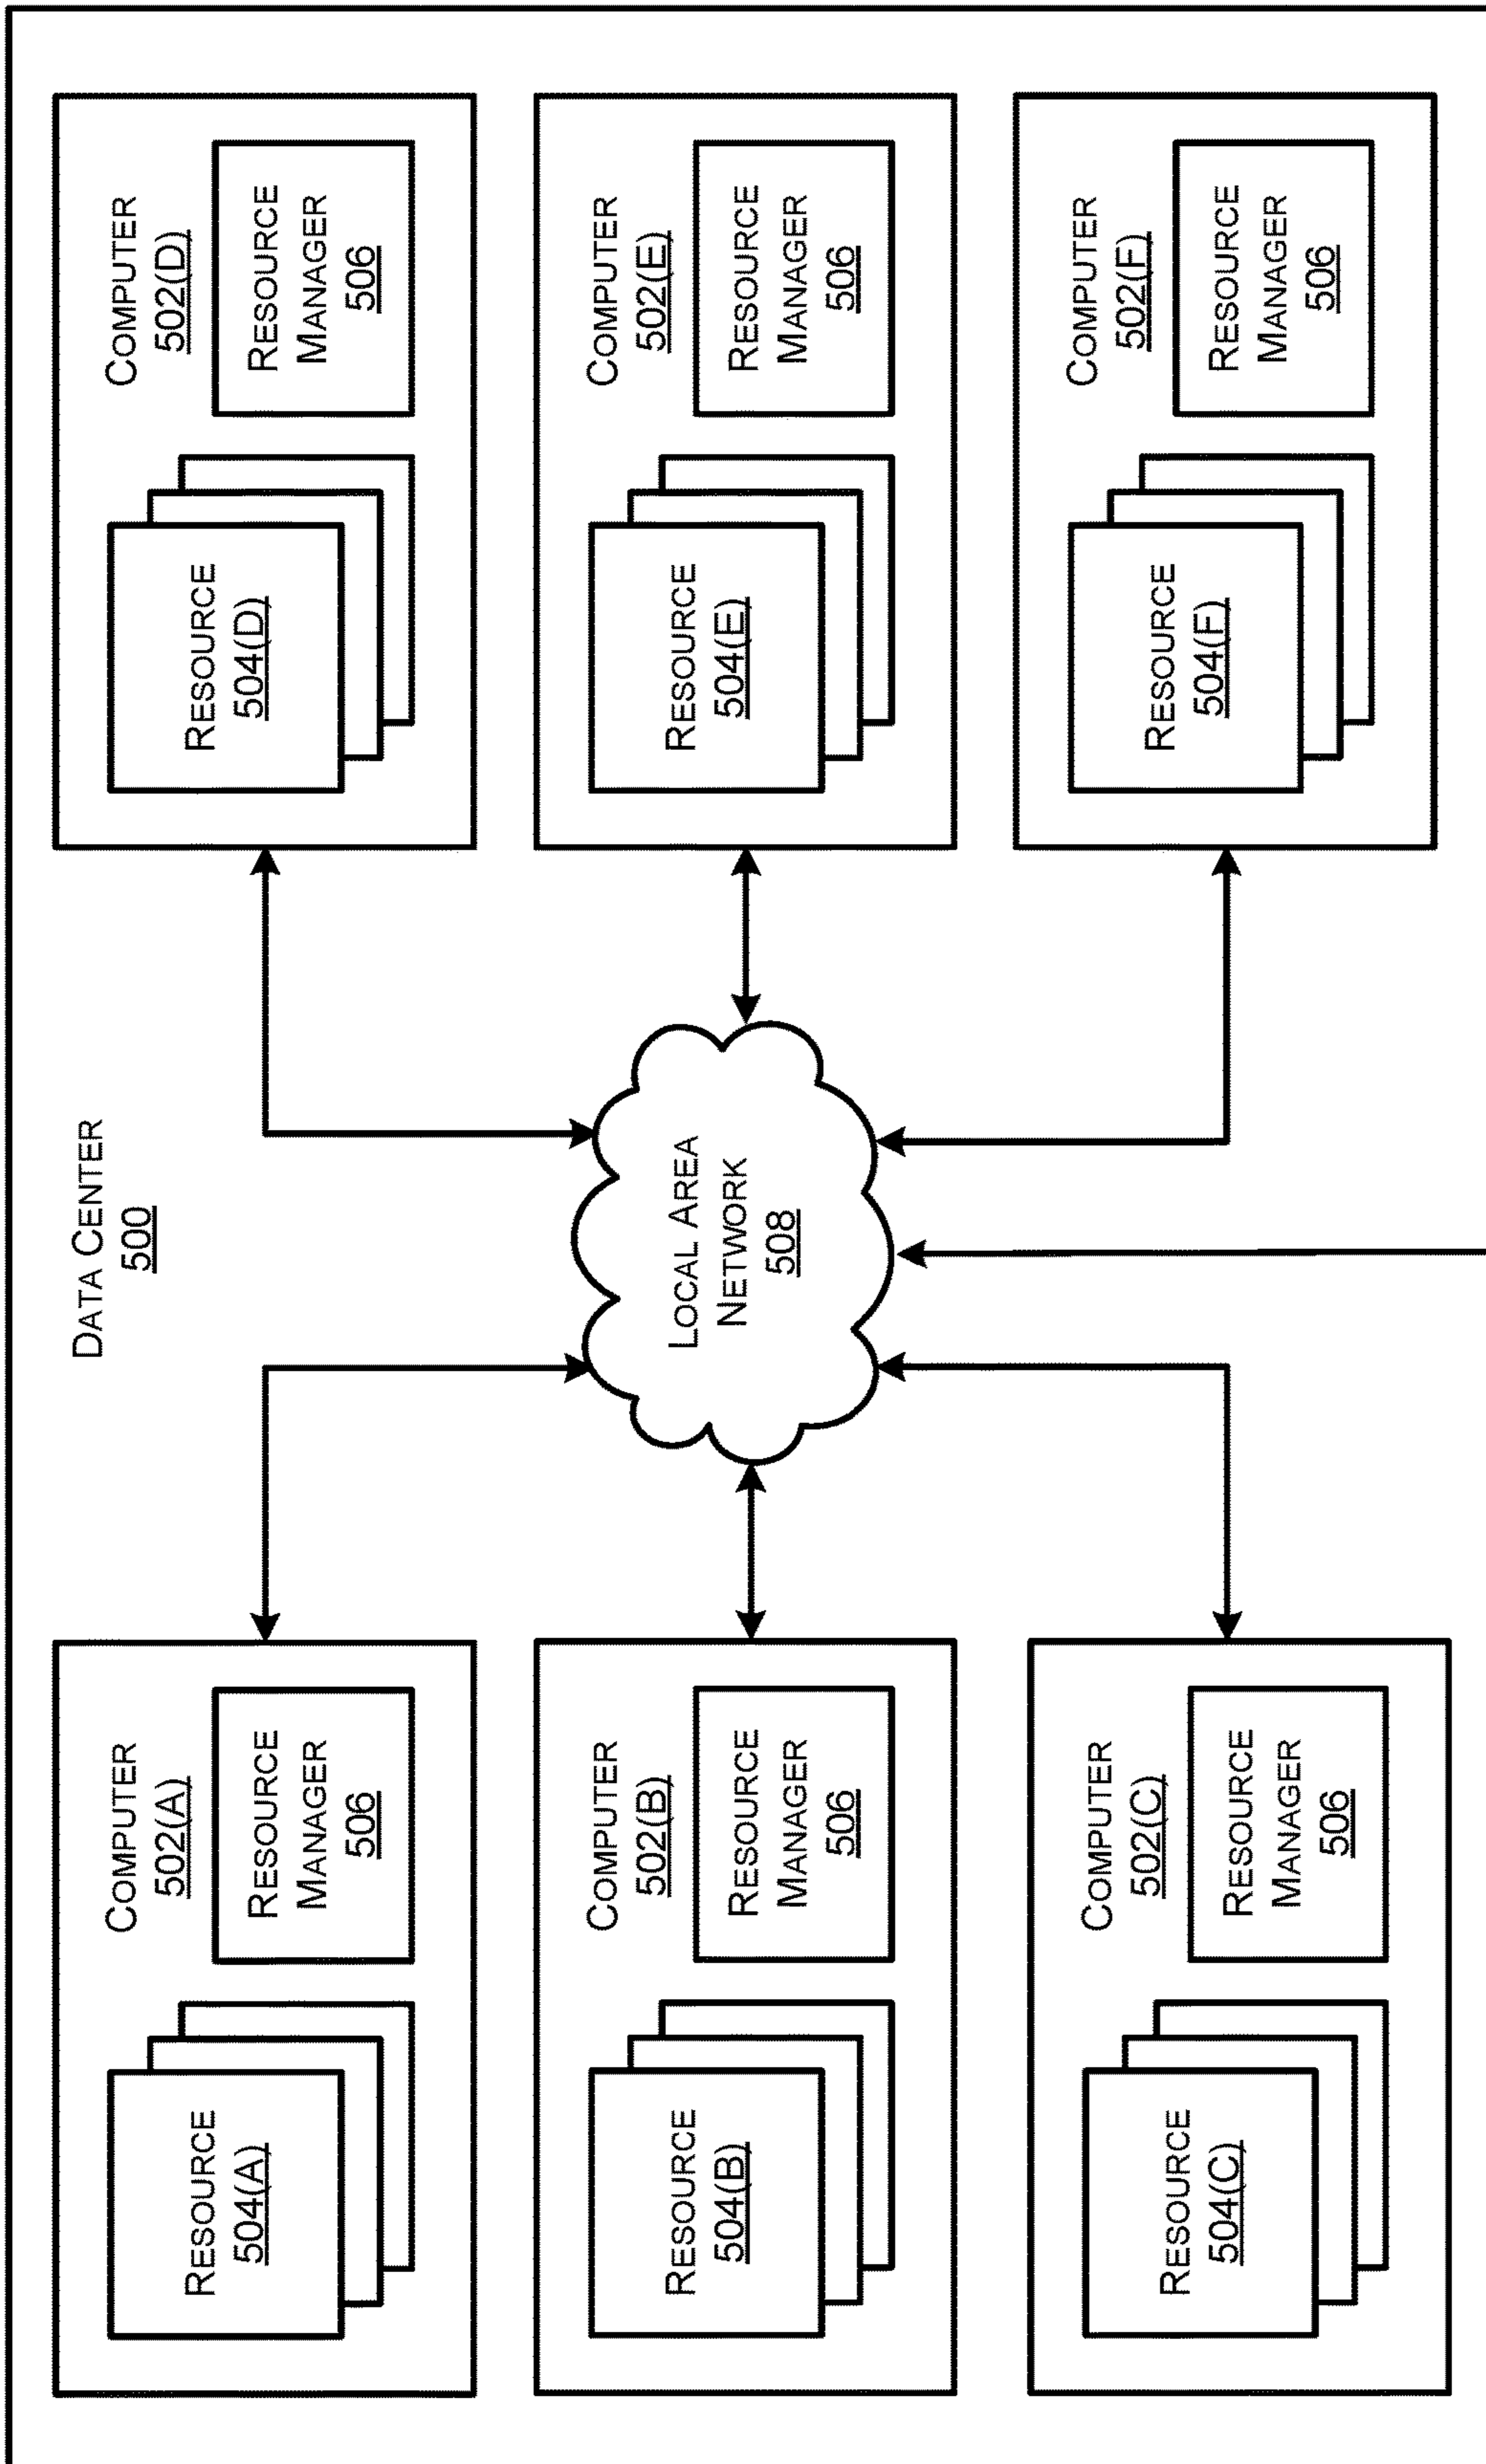 DATA CENTER
500
COMPUTER
502(A)
RESOURCE
504(A)
RESOURCE
MANAGER
506
COMPUTER
502(B)
RESOURCE
504(B)
RESOURCE
MANAGER
506
COMPUTER
502(C)
RESOURCE
504(C)
RESOURCE
MANAGER
506
LOCAL AREA
NETWORK
508
COMPUTER
502(D)
RESOURCE
504(D)
RESOURCE
MANAGER
506
COMPUTER
502(E)
RESOURCE
504(E)
RESOURCE
MANAGER
506
COMPUTER
502(F)
RESOURCE
504(F)
RESOURCE
MANAGER
506